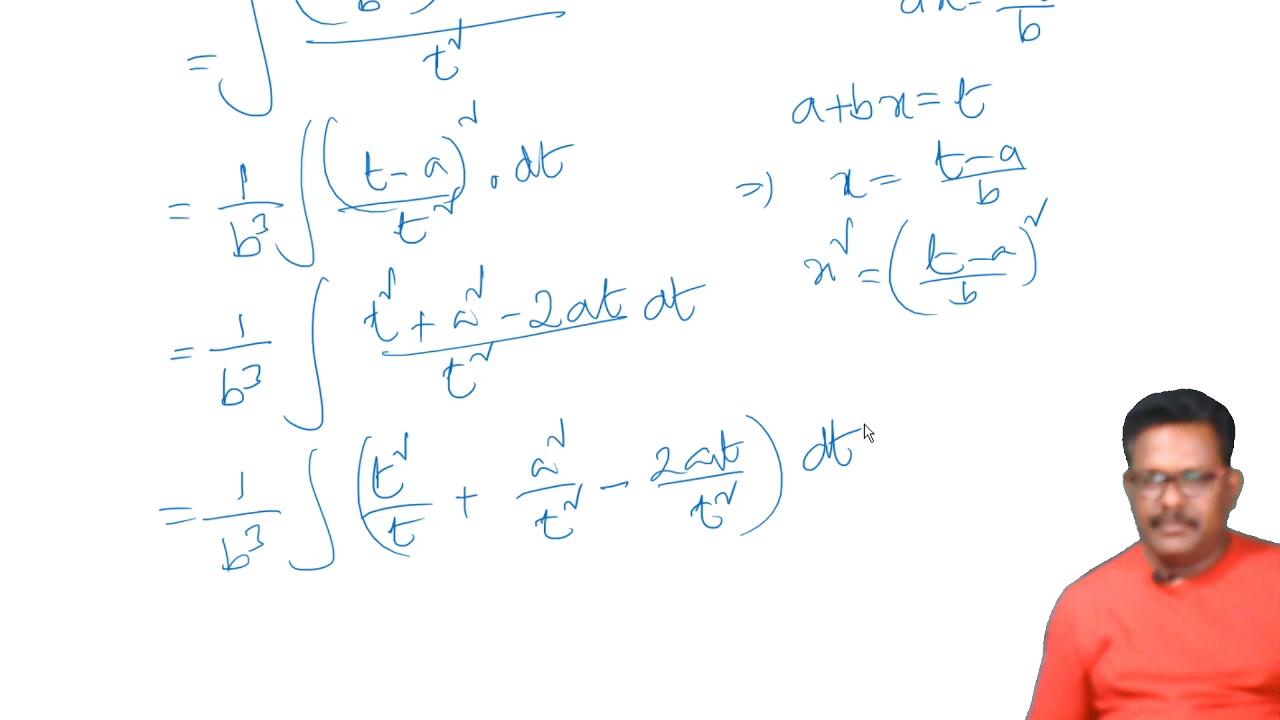 = ∫ ( b ) / t²
dx = / b
a+bx = t
= 1/b³ ∫ (t-a)²/t² . dt
=) x = (t-a)/b
x² = ((t-a)/b)²
= 1/b³ ∫ (t² + a² - 2at)/t² dt
= 1/b³ ∫ (t²/t + a²/t² - 2at/t²) dt